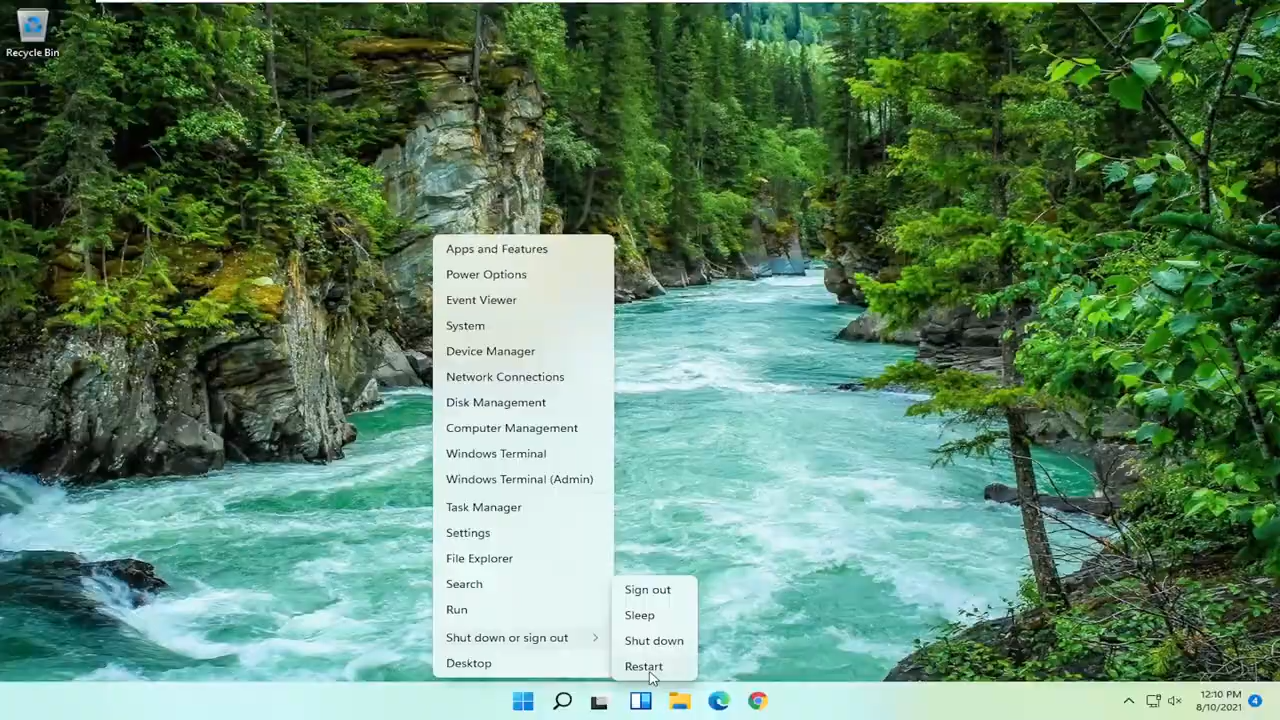 Recycle Bin
Apps and Features
Power Options
Event Viewer
System
Device Manager
Network Connections
Disk Management
Computer Management
Windows Terminal
Windows Terminal (Admin)
Task Manager
Settings
File Explorer
Search
Run
Shut down or sign out
Desktop
Sign out
Sleep
Shut down
Restart
12:10 PM
8/10/2021
4